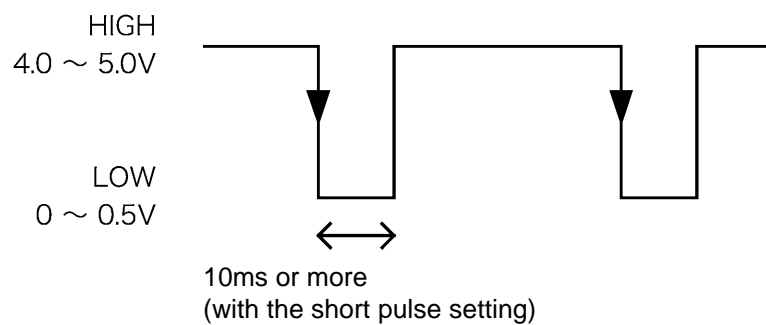 HIGH
4.0 ～ 5.0V
LOW
0 ～ 0.5V
10ms or more
(with the short pulse setting)